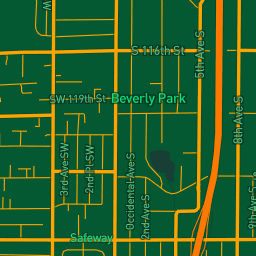 S 116th St
5th Ave S
SW 119th St
Beverly Park
8th Ave S
3rd Ave SW
2nd Pl SW
Occidental Ave S
2nd Ave S
9th Ave S
Safeway